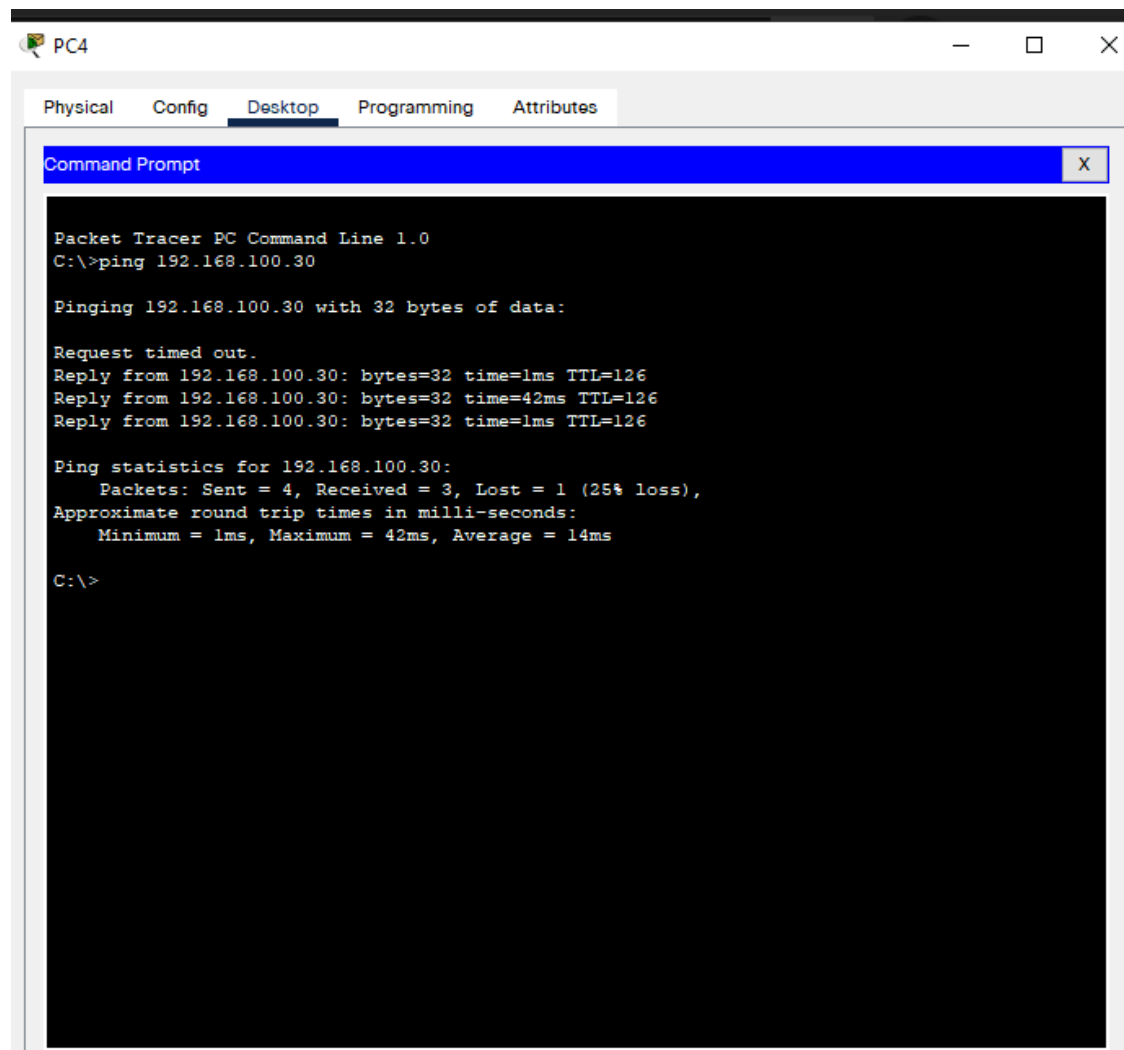 PC4
Physical Config Desktop Programming Attributes
Command Prompt X
Packet Tracer PC Command Line 1.0
C:\>ping 192.168.100.30
Pinging 192.168.100.30 with 32 bytes of data:
Request timed out.
Reply from 192.168.100.30: bytes=32 time=1ms TTL=126
Reply from 192.168.100.30: bytes=32 time=42ms TTL=126
Reply from 192.168.100.30: bytes=32 time=1ms TTL=126
Ping statistics for 192.168.100.30:
    Packets: Sent = 4, Received = 3, Lost = 1 (25% loss),
Approximate round trip times in milli-seconds:
    Minimum = 1ms, Maximum = 42ms, Average = 14ms
C:\>